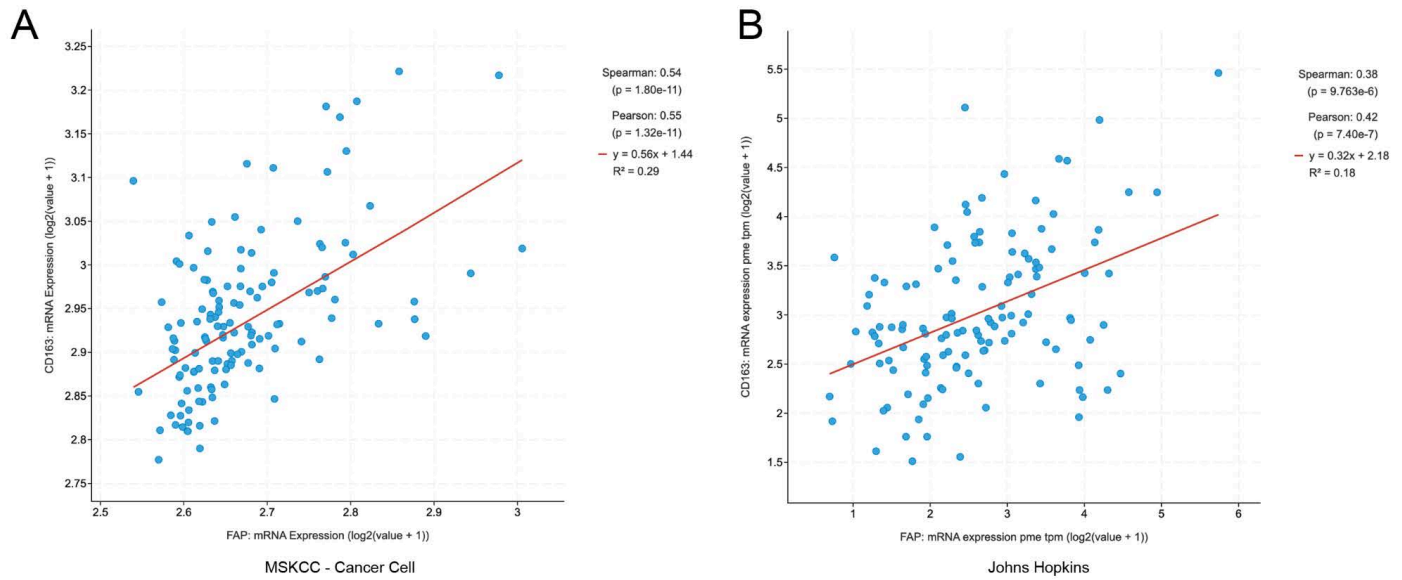 A
CD163: mRNA Expression (log2(value + 1))
3.25
3.2
3.15
3.1
3.05
3
2.95
2.9
2.85
2.8
2.75
2.5
2.6
2.7
2.8
2.9
3
FAP: mRNA Expression (log2(value + 1))
MSKCC - Cancer Cell
Spearman: 0.54
(p = 1.80e-11)
Pearson: 0.55
(p = 1.32e-11)
y = 0.56x + 1.44
R² = 0.29
B
CD163: mRNA expression pme tpm (log2(value + 1))
5.5
5
4.5
4
3.5
3
2.5
2
1.5
1
2
3
4
5
6
FAP: mRNA expression pme tpm (log2(value + 1))
Johns Hopkins
Spearman: 0.38
(p = 9.763e-6)
Pearson: 0.42
(p = 7.40e-7)
y = 0.32x + 2.18
R² = 0.18